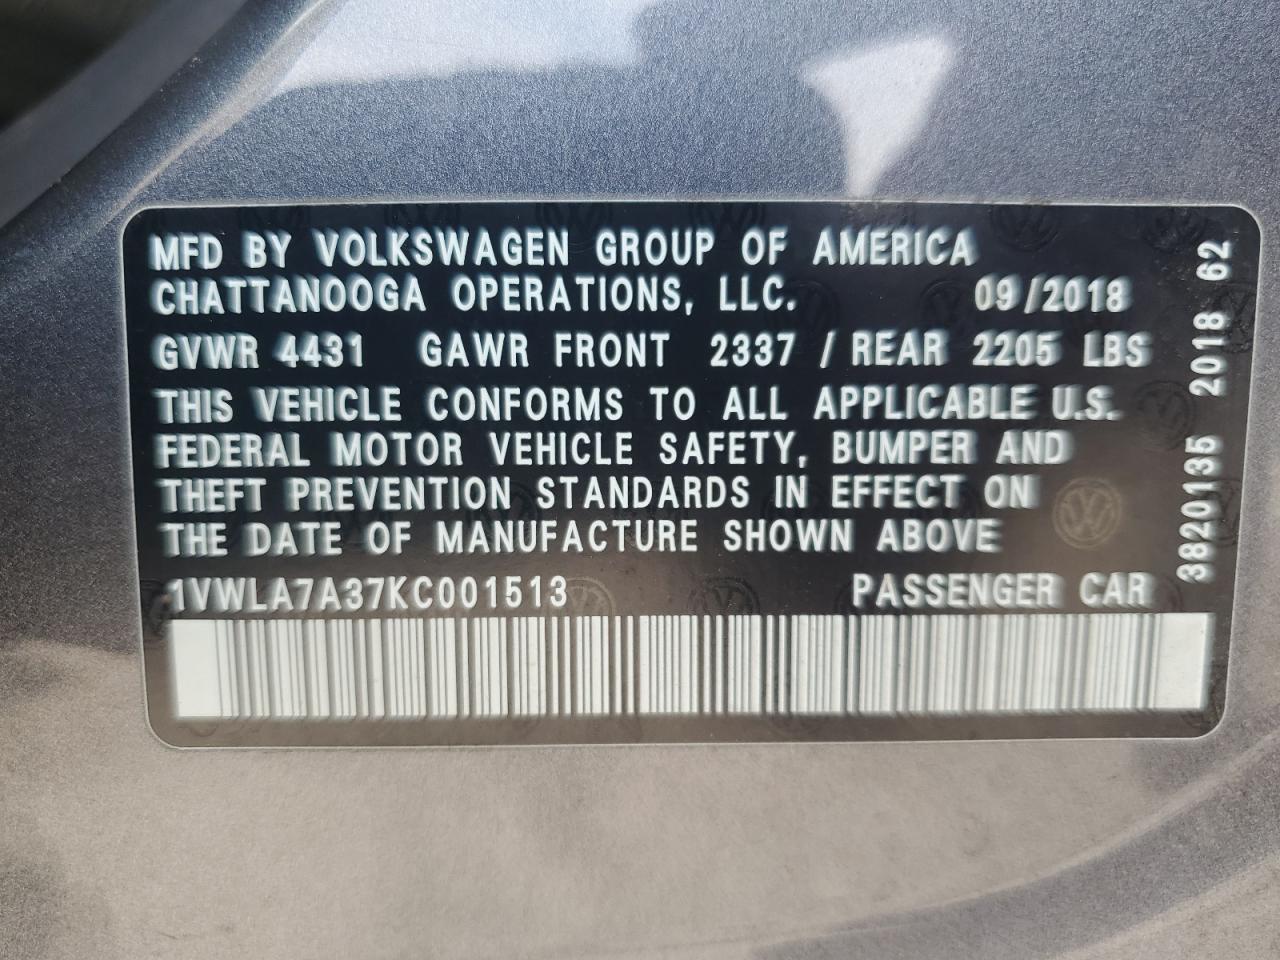 MFD BY VOLKSWAGEN GROUP OF AMERICA
CHATTANOOGA OPERATIONS, LLC. 09/2018
GVWR 4431 GAWR FRONT 2337 / REAR 2205 LBS
THIS VEHICLE CONFORMS TO ALL APPLICABLE U.S.
FEDERAL MOTOR VEHICLE SAFETY, BUMPER AND
THEFT PREVENTION STANDARDS IN EFFECT ON
THE DATE OF MANUFACTURE SHOWN ABOVE
1VWLA7A37KC001513 PASSENGER CAR
3820135 2018 62